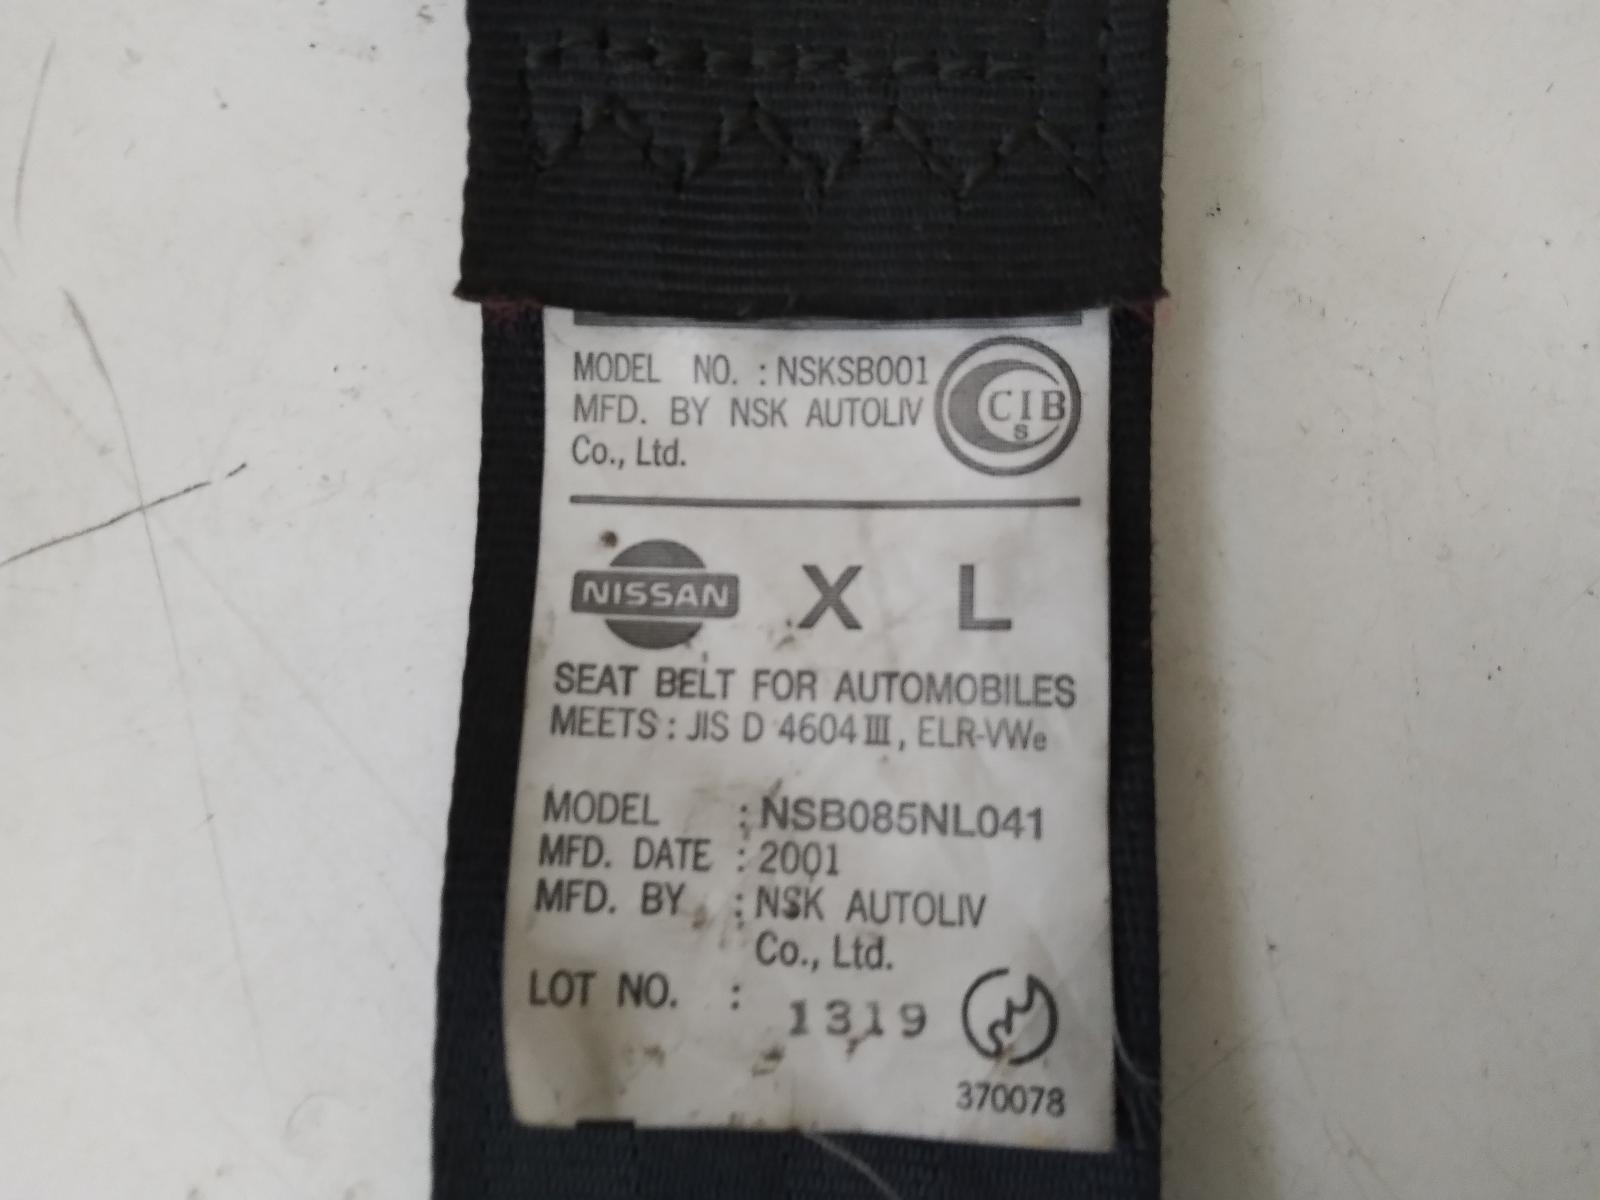 MODEL NO. : NSKSB001
MFD. BY NSK AUTOLIV
Co., Ltd.
CIB
S
NISSAN X L
SEAT BELT FOR AUTOMOBILES
MEETS : JIS D 4604 III, ELR-VWe
MODEL : NSB085NL041
MFD. DATE : 2001
MFD. BY : NSK AUTOLIV
Co., Ltd.
LOT NO. : 1319
370078